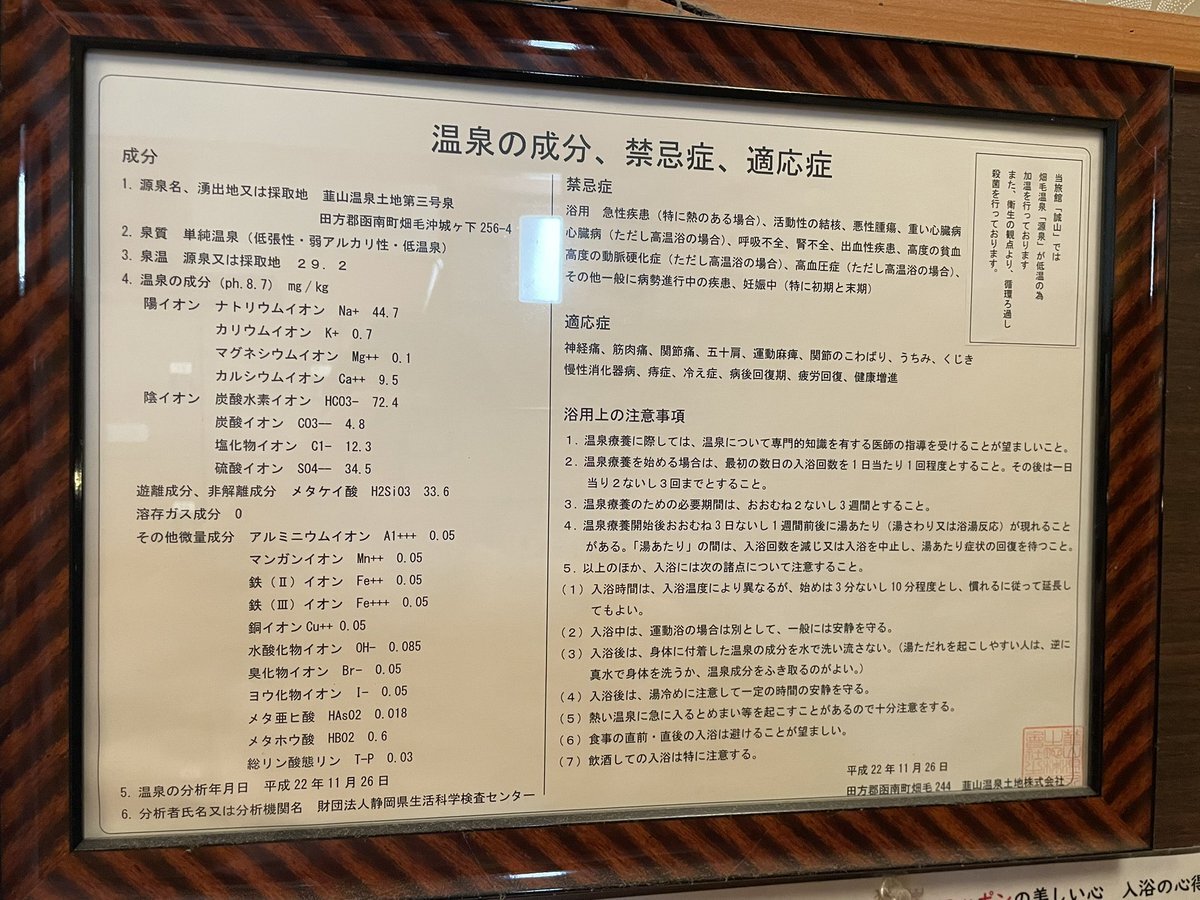 温泉の成分、禁忌症、適応症
成分
1. 源泉名、湧出地又は採取地　韮山温泉土地第三号泉
田方郡函南町畑毛沖城ヶ下 256-4
2. 泉質　単純温泉（低張性・弱アルカリ性・低温泉）
3. 泉温　源泉又は採取地　２９．２
4. 温泉の成分（ph.8.7）　mg／kg
陽イオン　ナトリウムイオン　Na+　44.7
カリウムイオン　K+　0.7
マグネシウムイオン　Mg++　0.1
カルシウムイオン　Ca++　9.5
陰イオン　炭酸水素イオン　HCO3-　72.4
炭酸イオン　CO3--　4.8
塩化物イオン　C1-　12.3
硫酸イオン　SO4--　34.5
遊離成分、非解離成分　メタケイ酸　H2SiO3　33.6
溶存ガス成分　0
その他微量成分　アルミニウムイオン　A1+++　0.05
マンガンイオン　Mn++　0.05
鉄（Ⅱ）イオン　Fe++　0.05
鉄（Ⅲ）イオン　Fe+++　0.05
銅イオン Cu++ 0.05
水酸化物イオン　OH-　0.085
臭化物イオン　Br-　0.05
ヨウ化物イオン　I-　0.05
メタ亜ヒ酸　HAsO2　0.018
メタホウ酸　HBO2　0.6
総リン酸態リン　T-P　0.03
5. 温泉の分析年月日　平成 22 年 11 月 26 日
6. 分析者氏名又は分析機関名　財団法人静岡県生活科学検査センター
禁忌症
浴用　急性疾患（特に熱のある場合）、活動性の結核、悪性腫瘍、重い心臓病
心臓病（ただし高温浴の場合）、呼吸不全、腎不全、出血性疾患、高度の貧血
高度の動脈硬化症（ただし高温浴の場合）、高血圧症（ただし高温浴の場合）、
その他一般に病勢進行中の疾患、妊娠中（特に初期と末期）
適応症
神経痛、筋肉痛、関節痛、五十肩、運動麻痺、関節のこわばり、うちみ、くじき
慢性消化器病、痔症、冷え症、病後回復期、疲労回復、健康増進
浴用上の注意事項
1. 温泉療養に際しては、温泉について専門的知識を有する医師の指導を受けることが望ましいこと。
2. 温泉療養を始める場合は、最初の数日の入浴回数を１日当たり１回程度とすること。その後は一日
当り２ないし３回までとすること。
3. 温泉療養のための必要期間は、おおむね２ないし３週間とすること。
4. 温泉療養開始後おおむね３日ないし１週間前後に湯あたり（湯さわり又は浴湯反応）が現れること
がある。「湯あたり」の間は、入浴回数を減じ又は入浴を中止し、湯あたり症状の回復を待つこと。
5. 以上のほか、入浴には次の諸点について注意すること。
（1）入浴時間は、入浴温度により異なるが、始めは３分ないし 10 分程度とし、慣れるに従って延長し
てもよい。
（2）入浴中は、運動浴の場合は別として、一般には安静を守る。
（3）入浴後は、身体に付着した温泉の成分を水で洗い流さない。（湯ただれを起こしやすい人は、逆に
真水で身体を洗うか、温泉成分をふき取るのがよい。）
（4）入浴後は、湯冷めに注意して一定の時間の安静を守る。
（5）熱い温泉に急に入るとめまい等を起こすことがあるので十分注意をする。
（6）食事の直前・直後の入浴は避けることが望ましい。
（7）飲酒しての入浴は特に注意する。
平成 22 年 11 月 26 日
田方郡函南町畑毛 244　韮山温泉土地株式会社
当旅館「誠山」では
畑毛温泉「源泉」が低温の為
加温を行っております
また、衛生の観点より、循環ろ過し
殺菌を行っております。
ポンの美しい心　入浴の心得